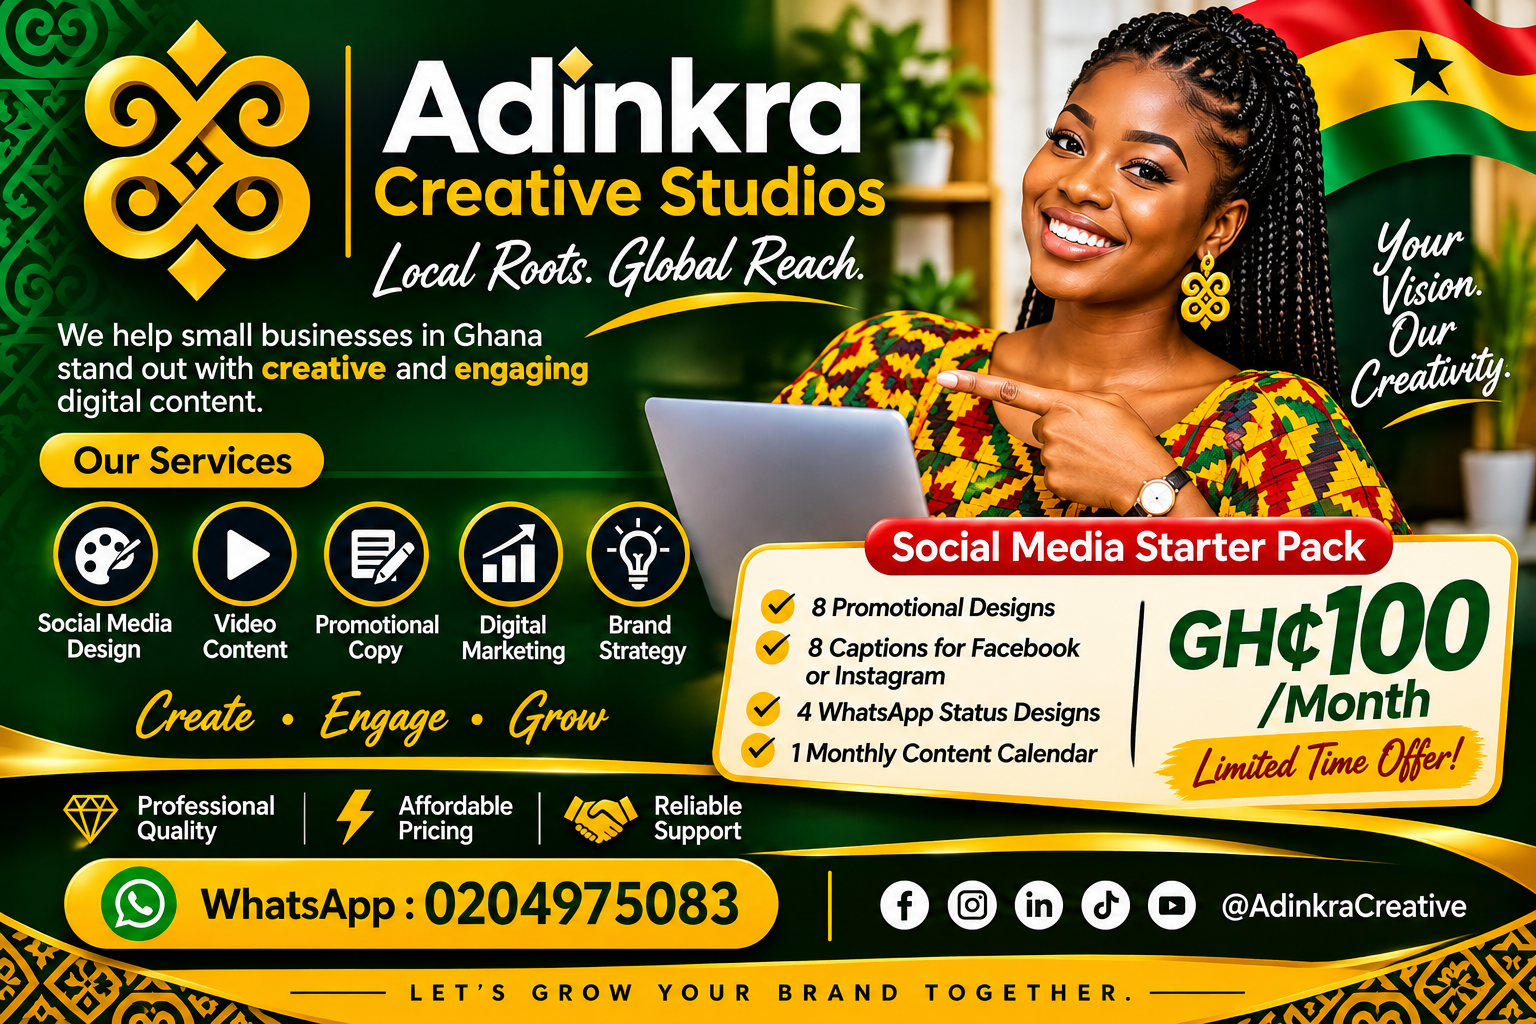 Adinkra
Creative Studios
Local Roots. Global Reach.
We help small businesses in Ghana
stand out with creative and engaging
digital content.
Your
Vision.
Our
Creativity.
Our Services
Social Media
Design
Video
Content
Promotional
Copy
Digital
Marketing
Brand
Strategy
Create • Engage • Grow
Social Media Starter Pack
8 Promotional Designs
8 Captions for Facebook
or Instagram
4 WhatsApp Status Designs
1 Monthly Content Calendar
GH₵100
/Month
Limited Time Offer!
Professional
Quality
Affordable
Pricing
Reliable
Support
WhatsApp : 0204975083
@AdinkraCreative
LET'S GROW YOUR BRAND TOGETHER.